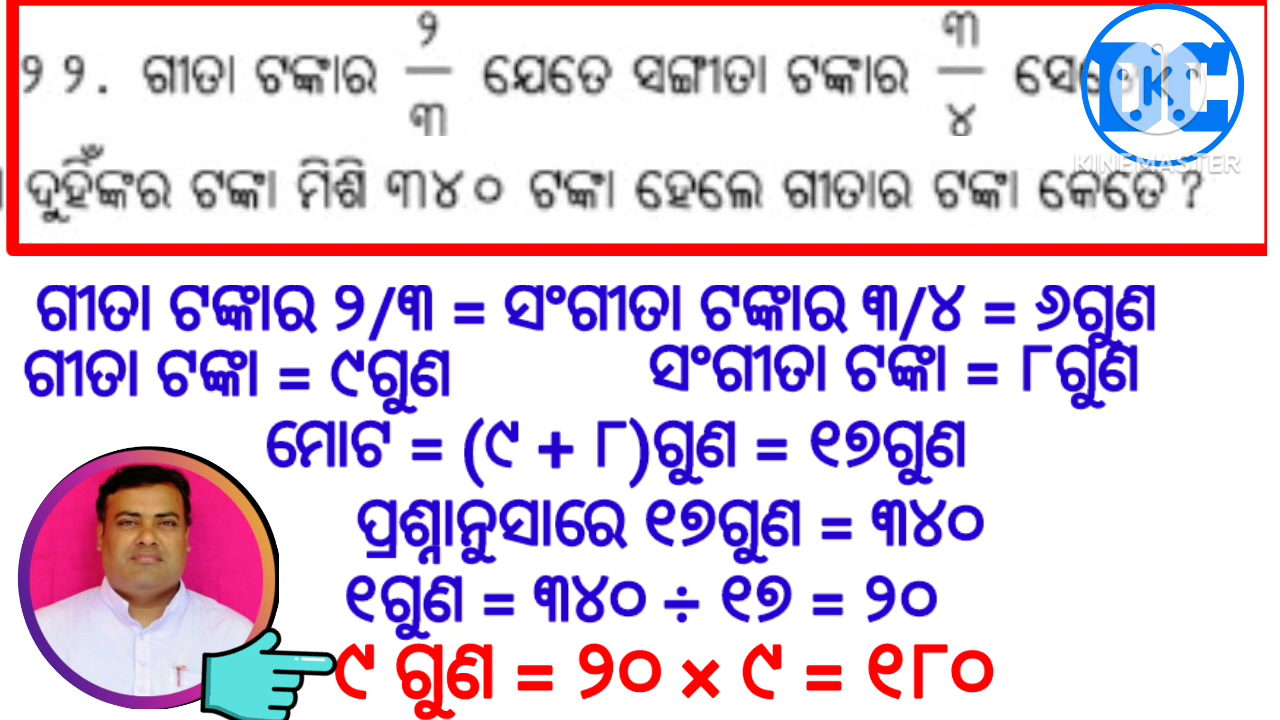 ୨୨. ଗୀତା ଟଙ୍କାର ୨/୩ ଯେତେ ସଙ୍ଗୀତା ଟଙ୍କାର ୩/୪
ଦୁହିଁଙ୍କର ଟଙ୍କା ମିଶି ୩୪୦ ଟଙ୍କା ହେଲେ ଗୀତାର ଟଙ୍କା କେତେ ?
KINEMASTER
ଗୀତା ଟଙ୍କାର ୨/୩ = ସଂଗୀତା ଟଙ୍କାର ୩/୪ = ୬ଗୁଣ
ଗୀତା ଟଙ୍କା = ୯ଗୁଣ ସଂଗୀତା ଟଙ୍କା = ୮ଗୁଣ
ମୋଟ = (୯ + ୮)ଗୁଣ = ୧୭ଗୁଣ
ପ୍ରଶ୍ନାନୁସାରେ ୧୭ଗୁଣ = ୩୪୦
୧ଗୁଣ = ୩୪୦ ÷ ୧୭ = ୨୦
୯ ଗୁଣ = ୨୦ × ୯ = ୧୮୦